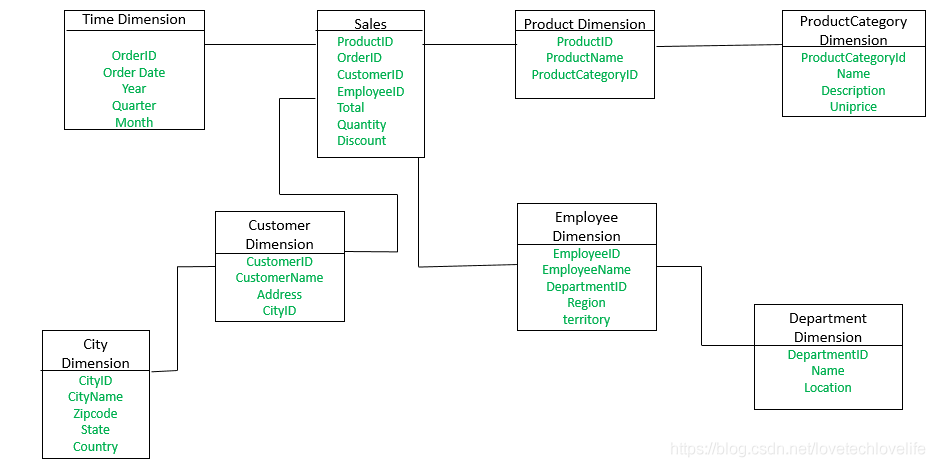 Time Dimension
OrderID
Order Date
Year
Quarter
Month
Sales
ProductID
OrderID
CustomerID
EmployeeID
Total
Quantity
Discount
Product Dimension
ProductID
ProductName
ProductCategoryID
ProductCategory
Dimension
ProductCategoryId
Name
Description
Uniprice
Customer
Dimension
CustomerID
CustomerName
Address
CityID
Employee
Dimension
EmployeeID
EmployeeName
DepartmentID
Region
territory
City
Dimension
CityID
CityName
Zipcode
State
Country
Department
Dimension
DepartmentID
Name
Location
https://blog.csdn.net/lovetechlovelife